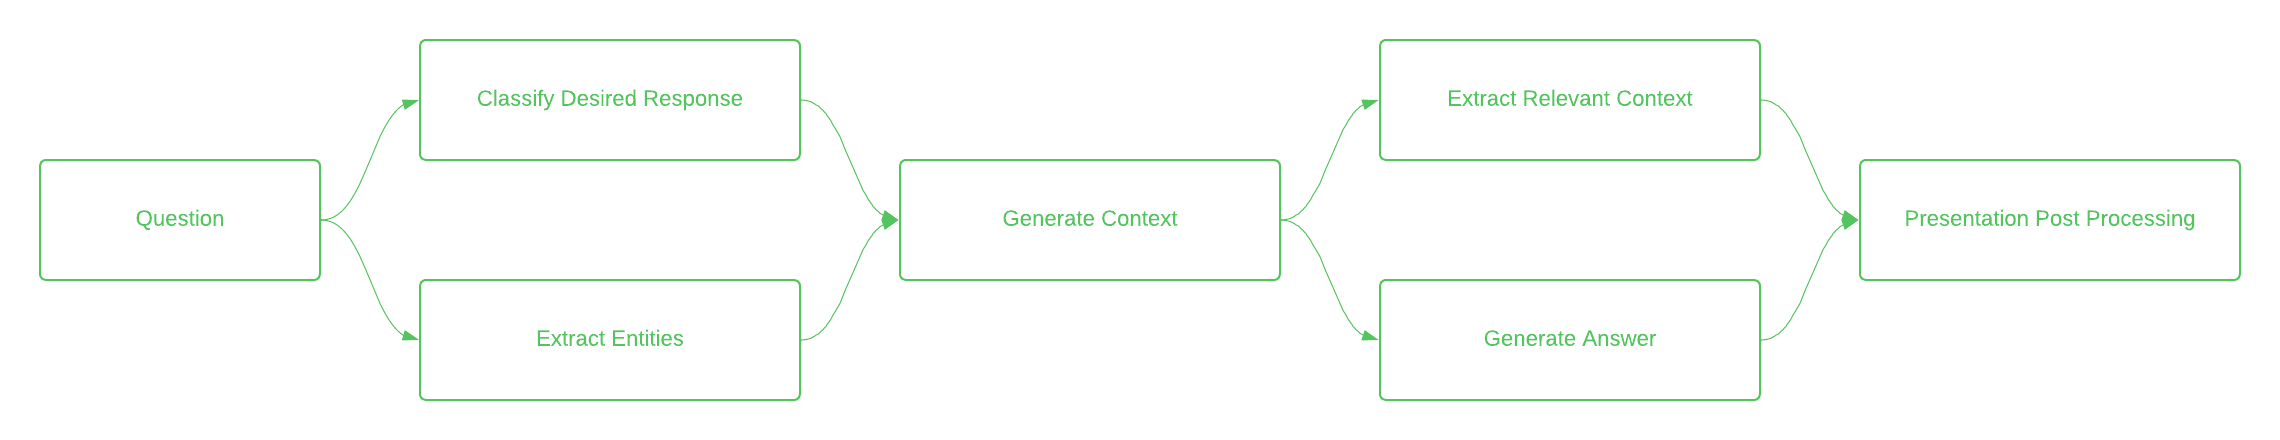 Question
Classify Desired Response
Extract Entities
Generate Context
Extract Relevant Context
Generate Answer
Presentation Post Processing